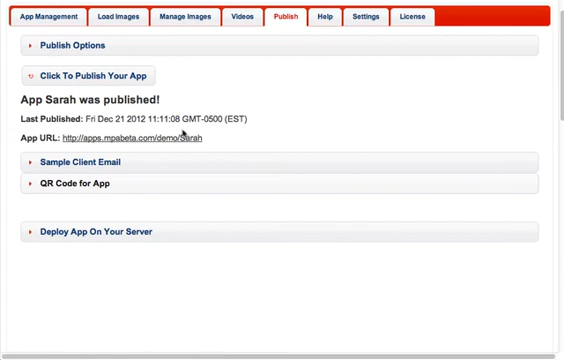 App Management Load Images Manage Images Videos Publish Help Settings License
Publish Options
Click To Publish Your App
App Sarah was published!
Last Published: Fri Dec 21 2012 11:11:08 GMT-0500 (EST)
App URL: http://apps.mpabeta.com/demo/Sarah
Sample Client Email
QR Code for App
Deploy App On Your Server